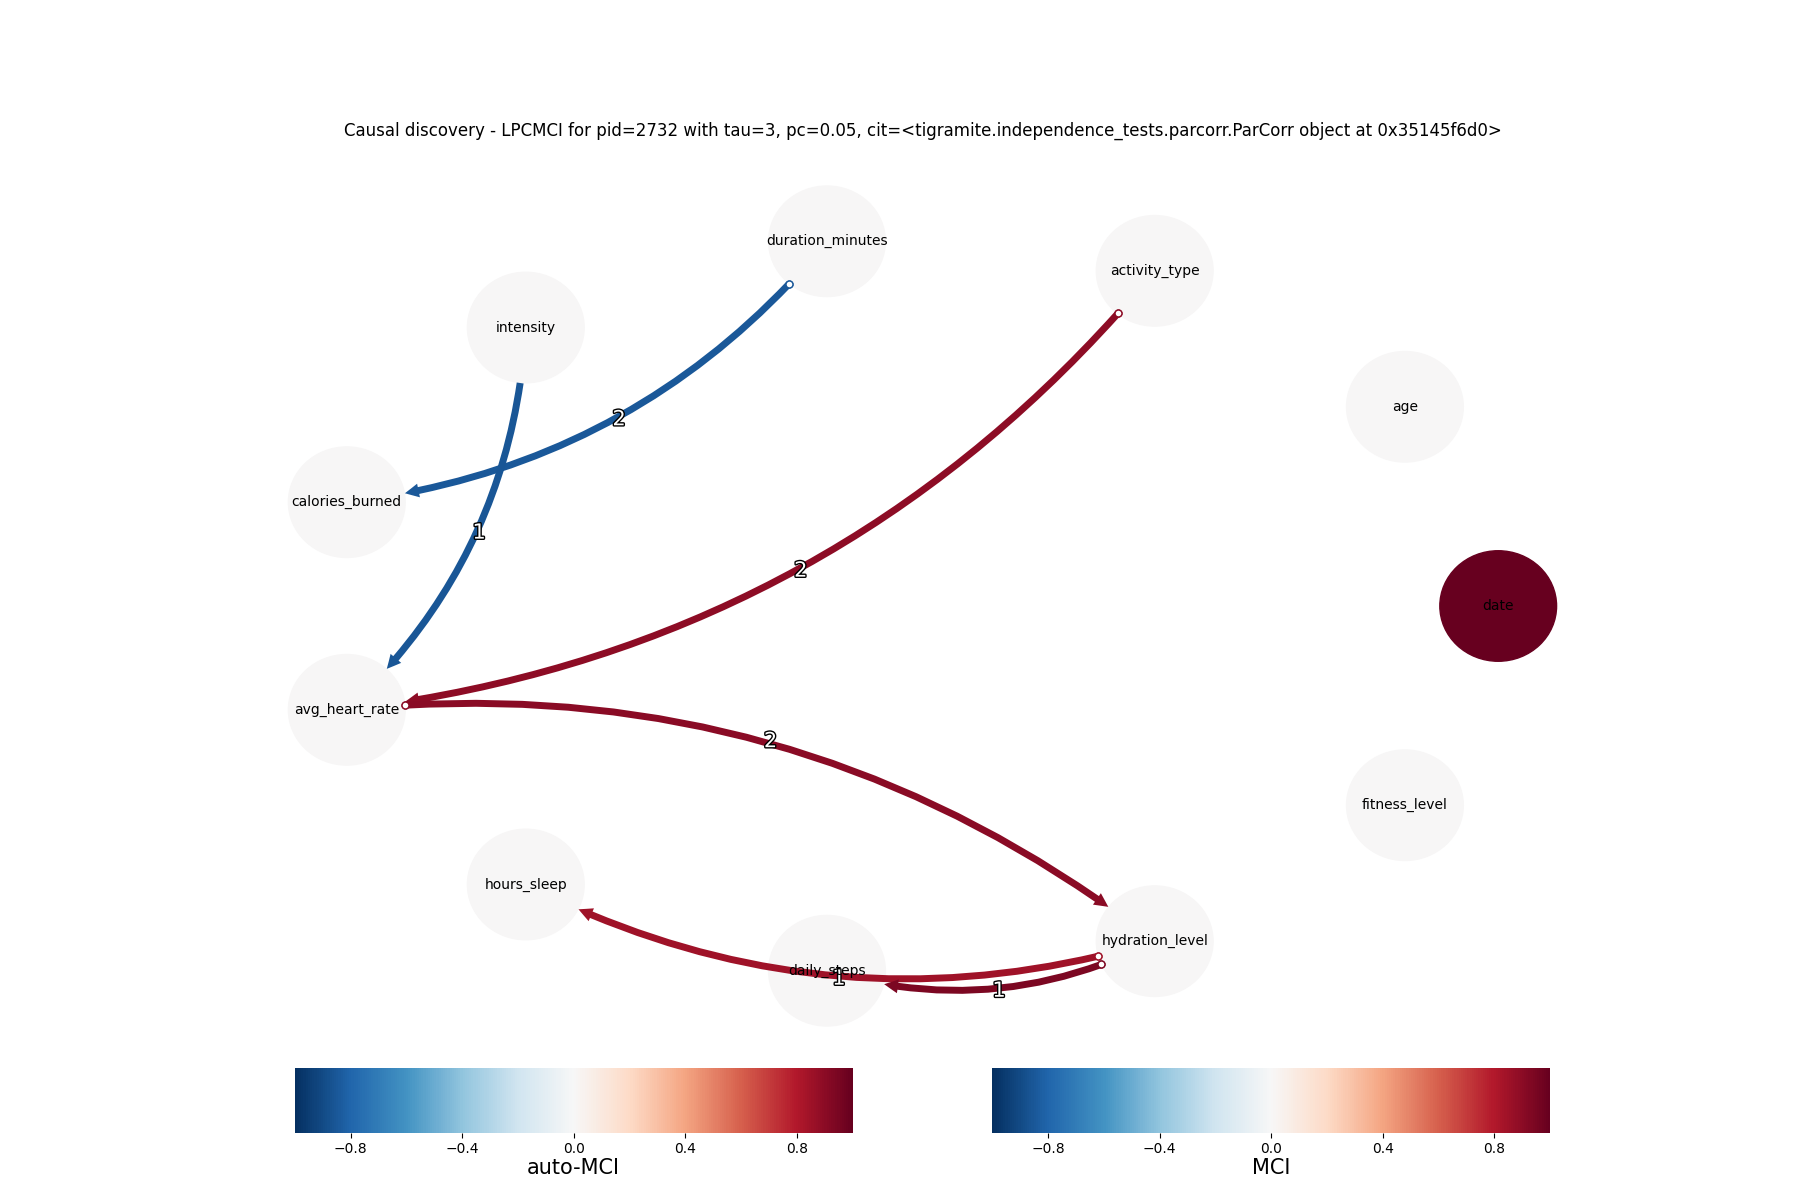 Causal discovery - LPCMCI for pid=2732 with tau=3, pc=0.05, cit=<tigramite.independence_tests.parcorr.ParCorr object at 0x35145f6d0>
duration_minutes
activity_type
intensity
age
2
calories_burned
1
2
date
avg_heart_rate
2
fitness_level
hours_sleep
hydration_level
daily_steps
1
1
−0.8 −0.4 0.0 0.4 0.8
auto-MCI
−0.8 −0.4 0.0 0.4 0.8
MCI